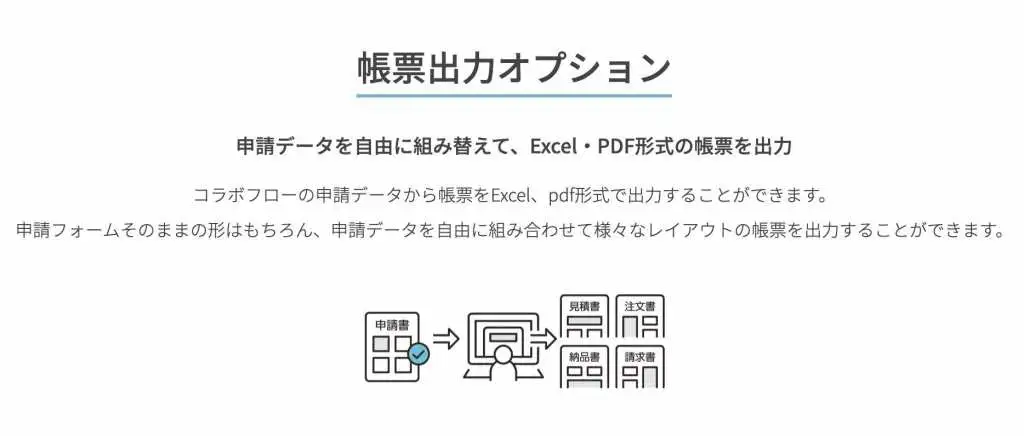 帳票出力オプション
申請データを自由に組み替えて、Excel・PDF形式の帳票を出力
コラボフローの申請データから帳票をExcel、pdf形式で出力することができます。
申請フォームそのままの形はもちろん、申請データを自由に組み合わせて様々なレイアウトの帳票を出力することができます。
申請書
見積書
注文書
納品書
請求書